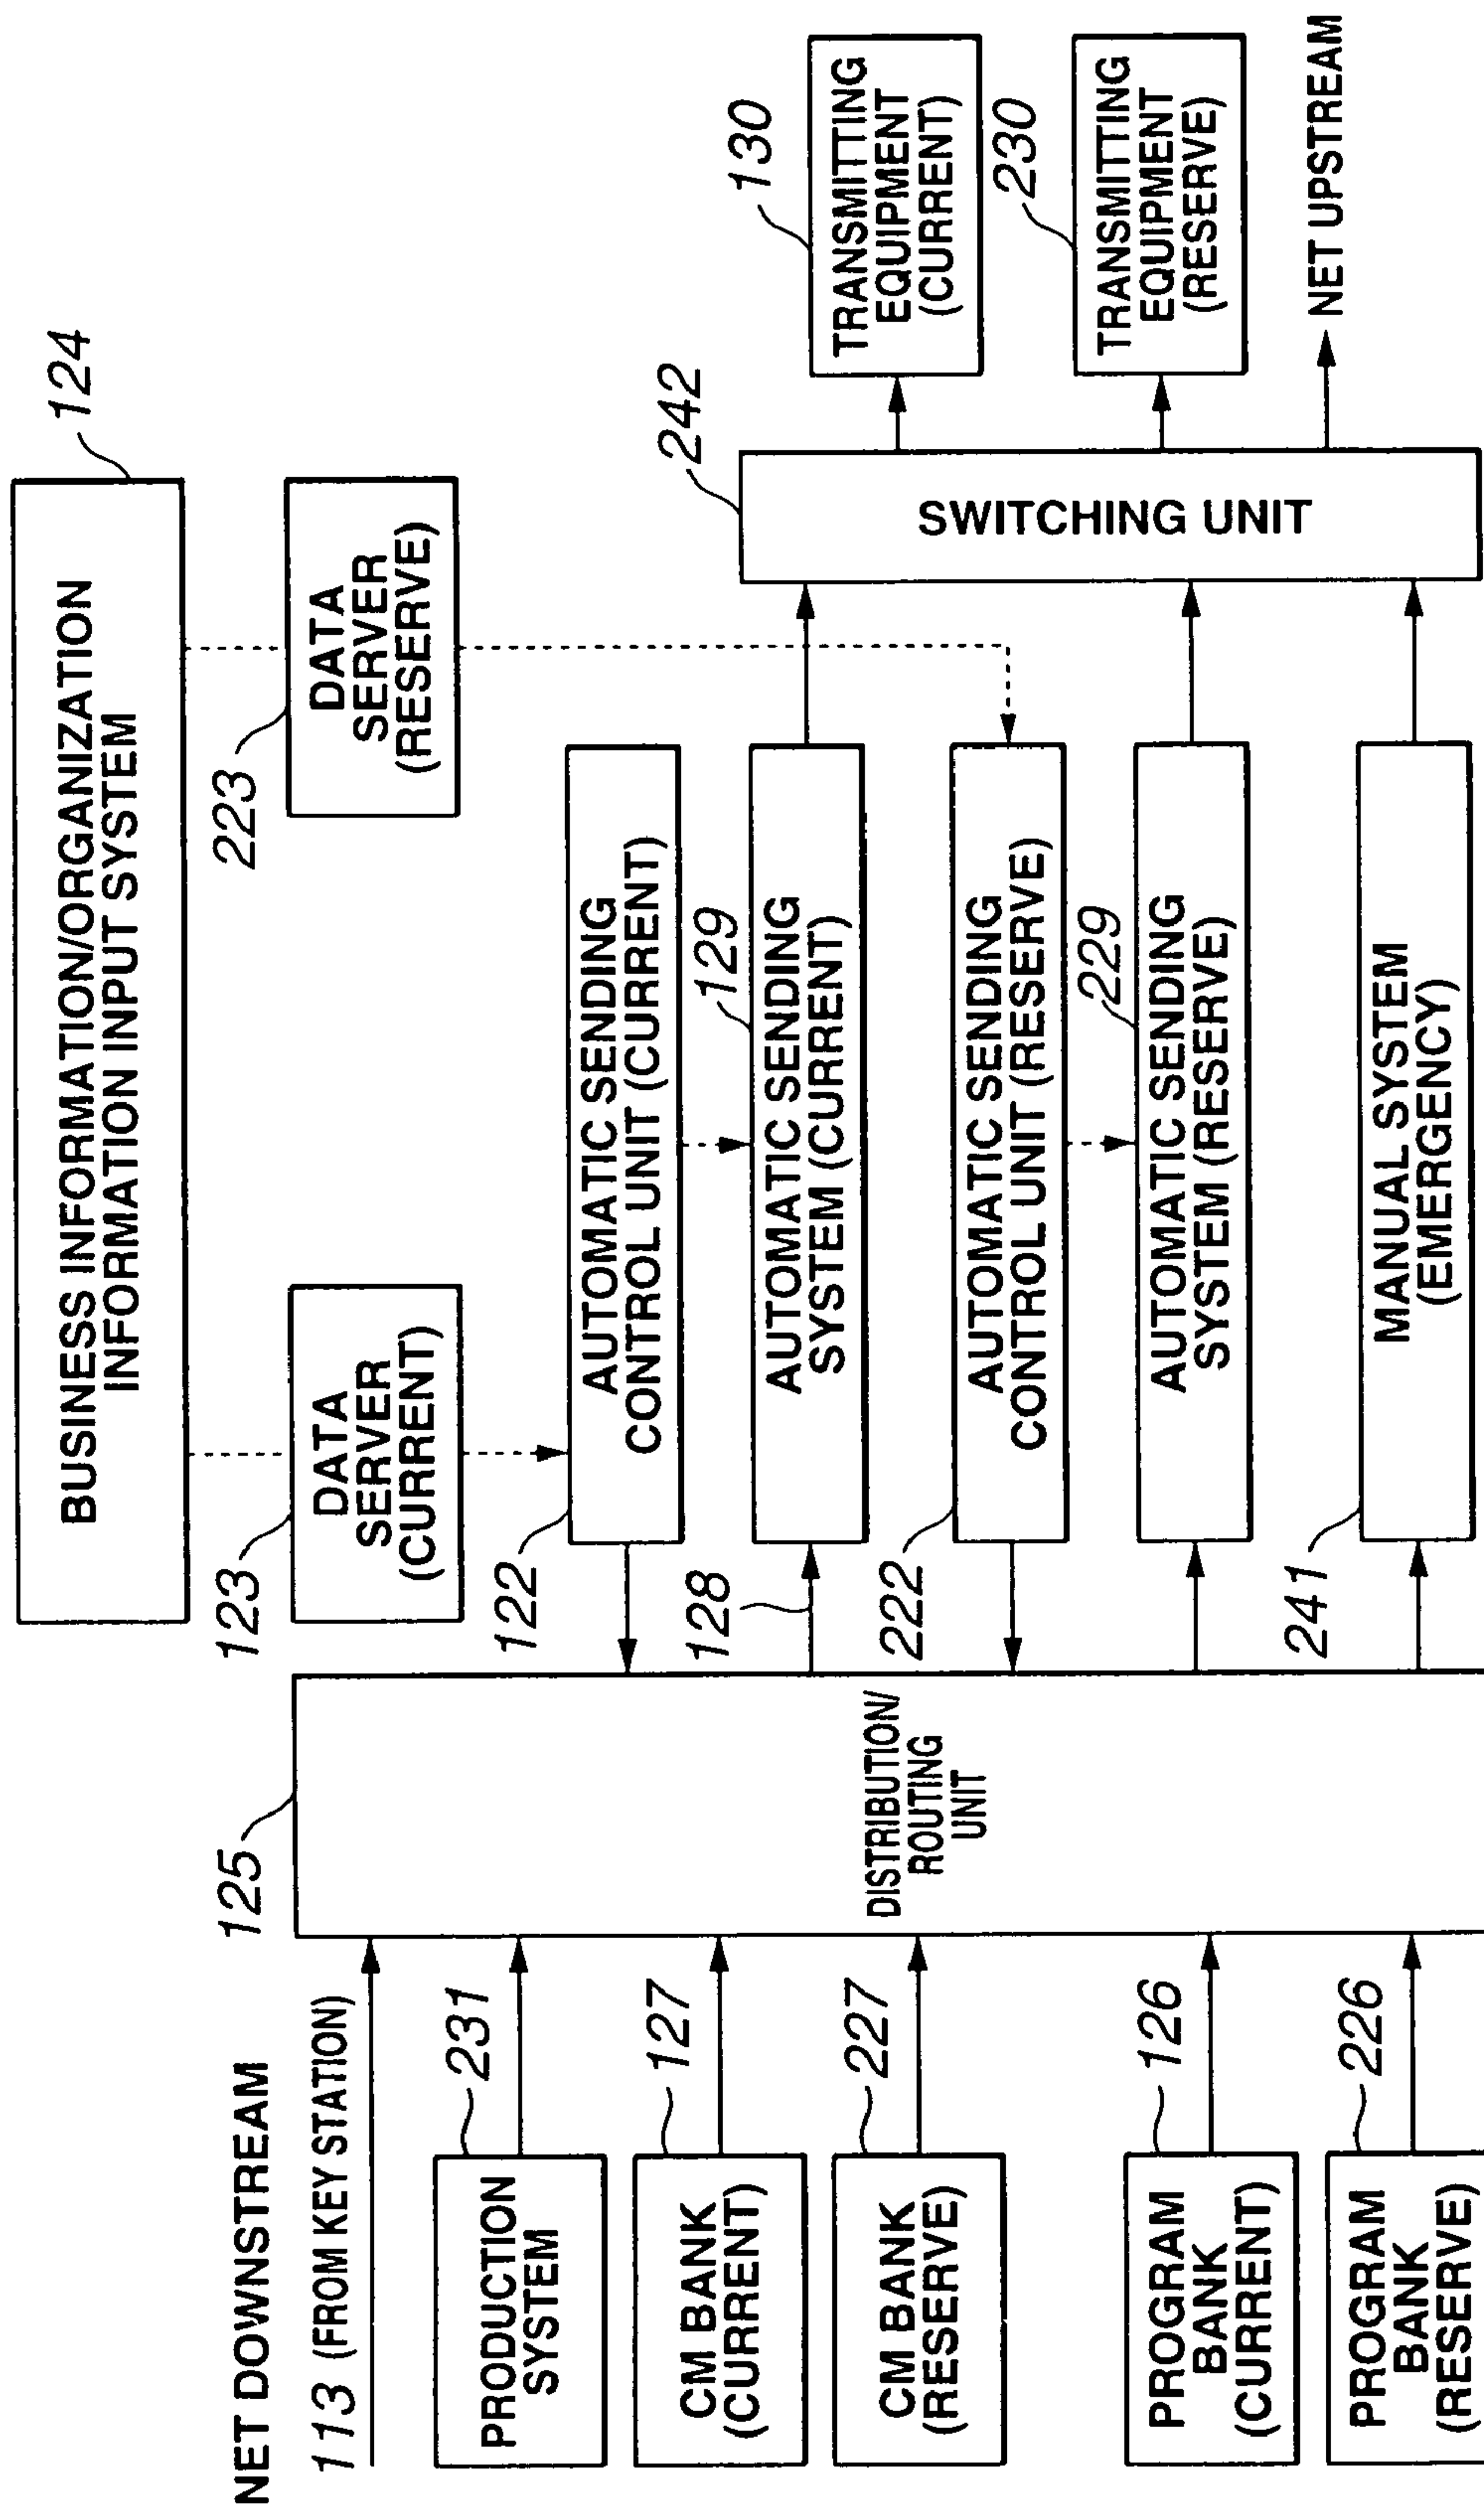 BUSINESS INFORMATION/ORGANIZATION
INFORMATION INPUT SYSTEM
124
NET DOWNSTREAM
113 (FROM KEY STATION)
125
123
DATA
SERVER
(CURRENT)
223
DATA
SERVER
(RESERVE)
231
PRODUCTION
SYSTEM
127
CM BANK
(CURRENT)
227
CM BANK
(RESERVE)
126
PROGRAM
BANK
(CURRENT)
226
PROGRAM
BANK
(RESERVE)
DISTRIBUTION/
ROUTING
UNIT
122
AUTOMATIC SENDING
CONTROL UNIT (CURRENT)
128
129
AUTOMATIC SENDING
SYSTEM (CURRENT)
222
AUTOMATIC SENDING
CONTROL UNIT (RESERVE)
229
AUTOMATIC SENDING
SYSTEM (RESERVE)
241
MANUAL SYSTEM
(EMERGENCY)
242
SWITCHING UNIT
130
TRANSMITTING
EQUIPMENT
(CURRENT)
230
TRANSMITTING
EQUIPMENT
(RESERVE)
NET UPSTREAM